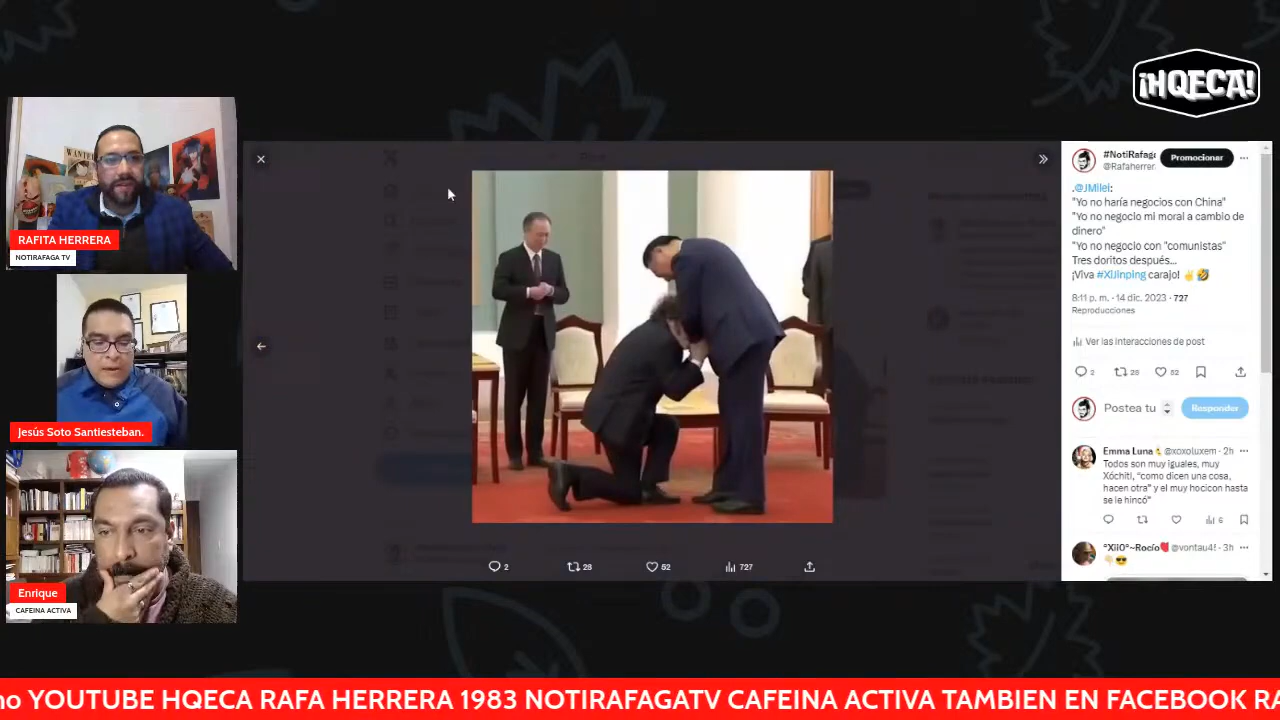 ¡HQECA!
WANTED
RAFITA HERRERA
NOTIRAFAGA TV
Jesús Soto Santiesteban.
Enrique
CAFEINA ACTIVA
2
28
52
727
#NotiRafaga
@Rafaherrer
Promocionar
.@JMilei:
"Yo no haría negocios con China"
"Yo no negocio mi moral a cambio de
dinero"
"Yo no negocio con "comunistas"
Tres doritos después...
¡Viva #XiJinping carajo! ✌️🤣
8:11 p. m. · 14 dic. 2023 · 727
Reproducciones
Ver las interacciones de post
2
28
52
Postea tu
Responder
Emma Luna @xoxoluxem · 2h
Todos son muy iguales, muy
Xóchitl, "como dicen una cosa,
hacen otra" y el muy hocicon hasta
se le hincó"
6
°Xii0°~Rocío @vontau4! · 3h
👇🏻😎
no YOUTUBE HQECA RAFA HERRERA 1983 NOTIRAFAGATV CAFEINA ACTIVA TAMBIEN EN FACEBOOK RA